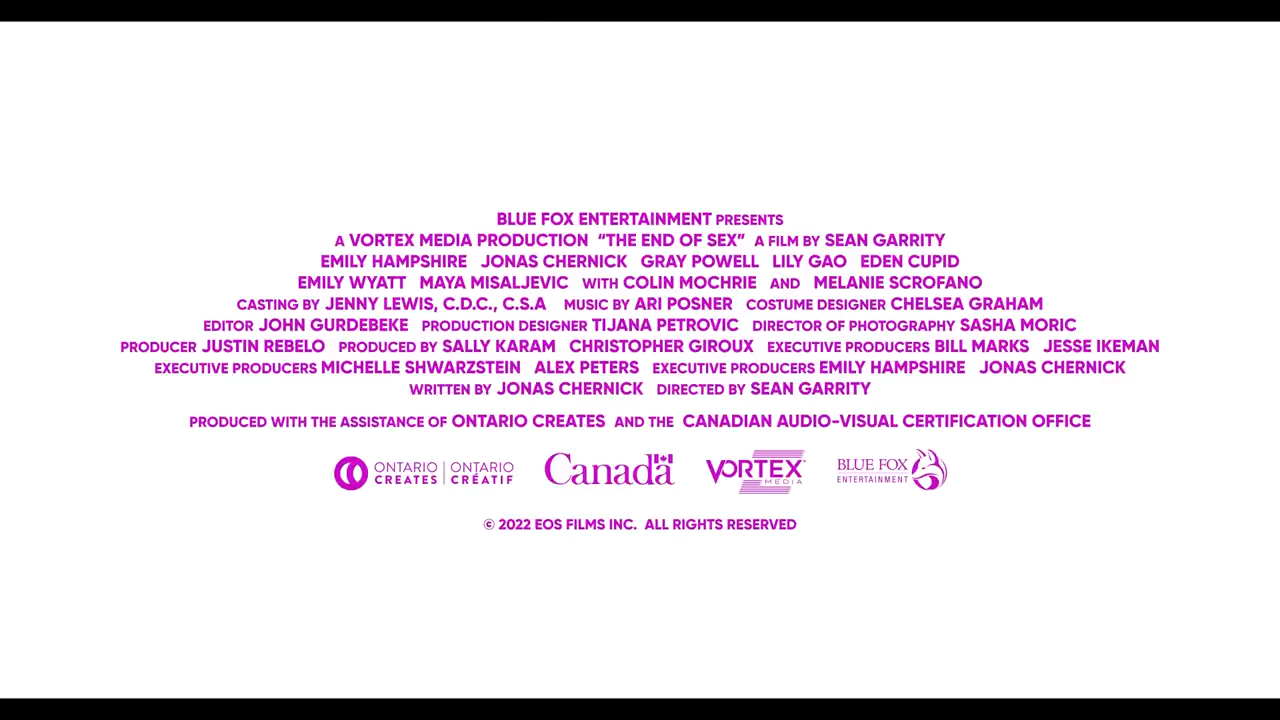 BLUE FOX ENTERTAINMENT PRESENTS
A VORTEX MEDIA PRODUCTION "THE END OF SEX" A FILM BY SEAN GARRITY
EMILY HAMPSHIRE JONAS CHERNICK GRAY POWELL LILY GAO EDEN CUPID
EMILY WYATT MAYA MISALJEVIC WITH COLIN MOCHRIE AND MELANIE SCROFANO
CASTING BY JENNY LEWIS, C.D.C., C.S.A MUSIC BY ARI POSNER COSTUME DESIGNER CHELSEA GRAHAM
EDITOR JOHN GURDEBEKE PRODUCTION DESIGNER TIJANA PETROVIC DIRECTOR OF PHOTOGRAPHY SASHA MORIC
PRODUCER JUSTIN REBELO PRODUCED BY SALLY KARAM CHRISTOPHER GIROUX EXECUTIVE PRODUCERS BILL MARKS JESSE IKEMAN
EXECUTIVE PRODUCERS MICHELLE SHWARZSTEIN ALEX PETERS EXECUTIVE PRODUCERS EMILY HAMPSHIRE JONAS CHERNICK
WRITTEN BY JONAS CHERNICK DIRECTED BY SEAN GARRITY
PRODUCED WITH THE ASSISTANCE OF ONTARIO CREATES AND THE CANADIAN AUDIO-VISUAL CERTIFICATION OFFICE
ONTARIO CREATES | ONTARIO CRÉATIF
Canada
VORTEX MEDIA
BLUE FOX ENTERTAINMENT
© 2022 EOS FILMS INC. ALL RIGHTS RESERVED